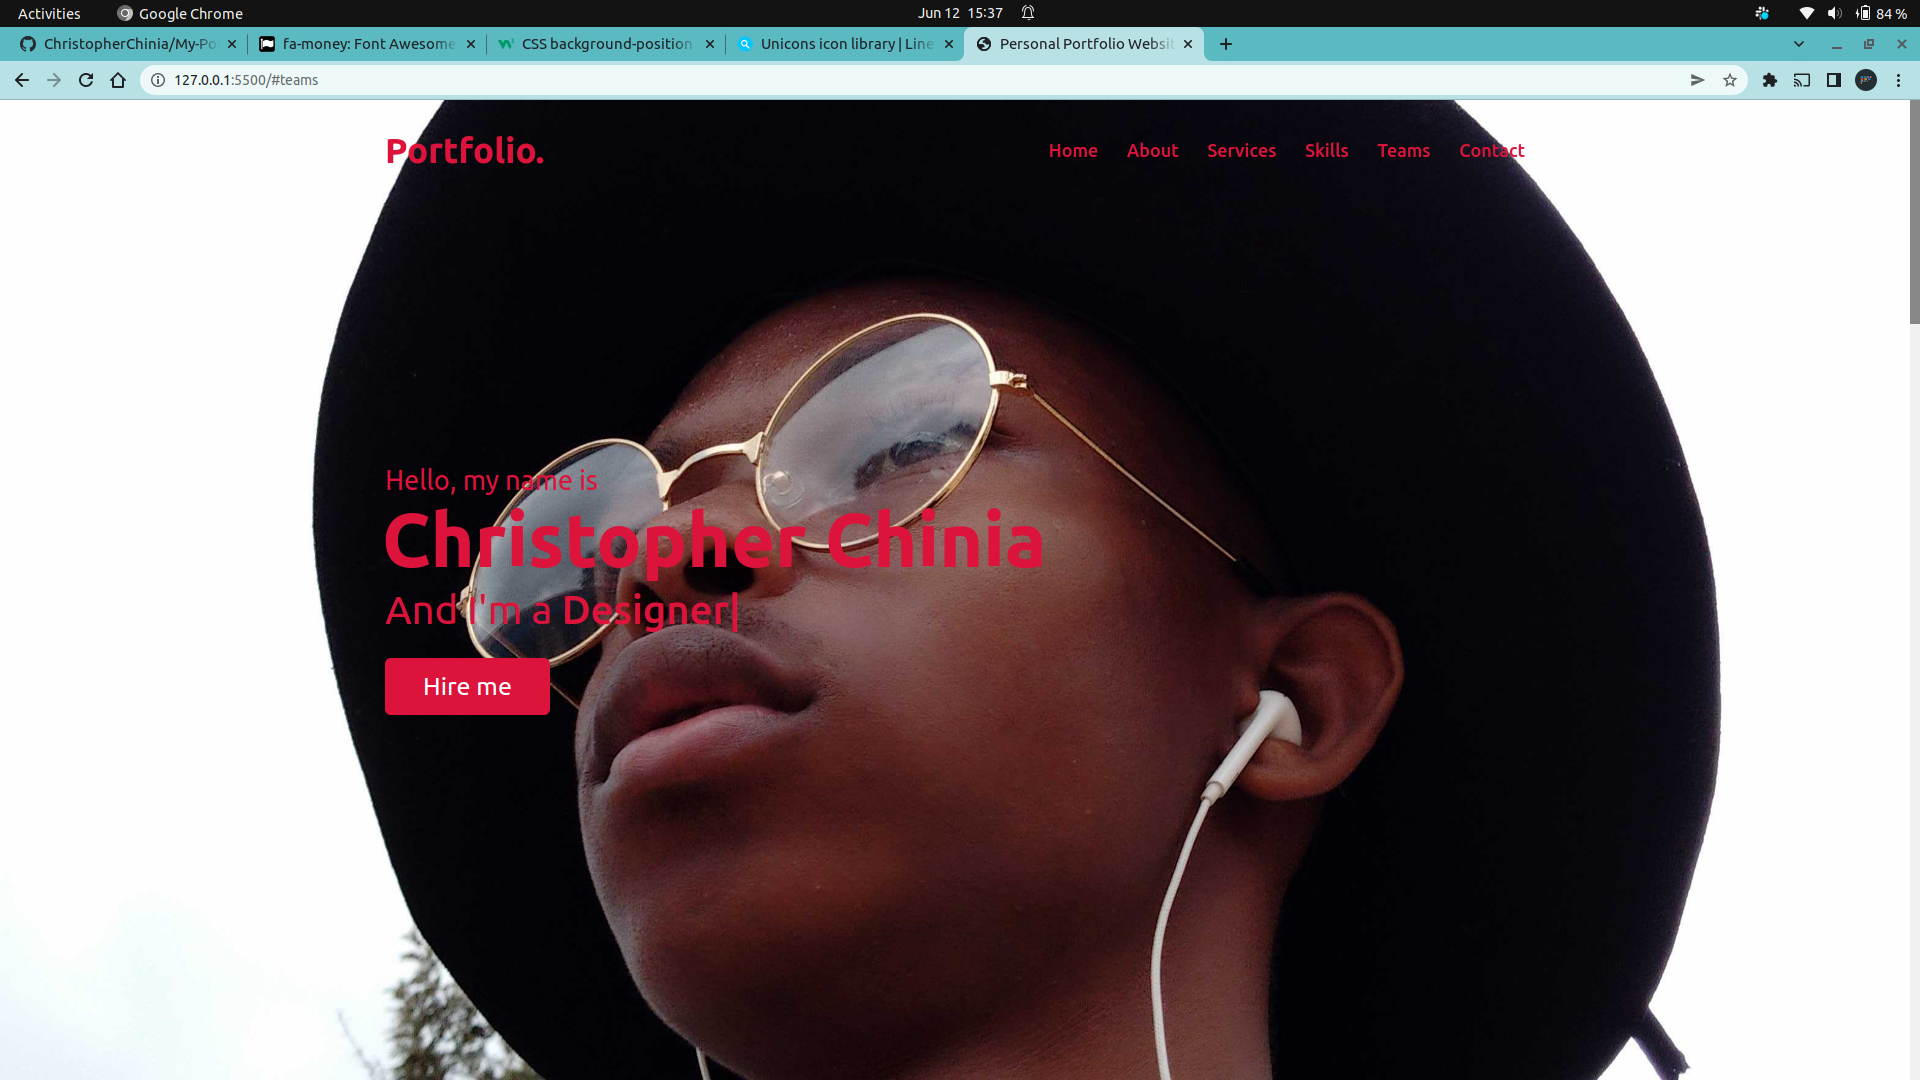 Activities Google Chrome Jun 12 15:37 84 %
ChristopherChinia/My-Po fa-money: Font Awesome CSS background-position Unicons icon library | Line Personal Portfolio Websit
127.0.0.1:5500/#teams
Portfolio. Home About Services Skills Teams Contact
Hello, my name is
Christopher Chinia
And I'm a Designer|
Hire me